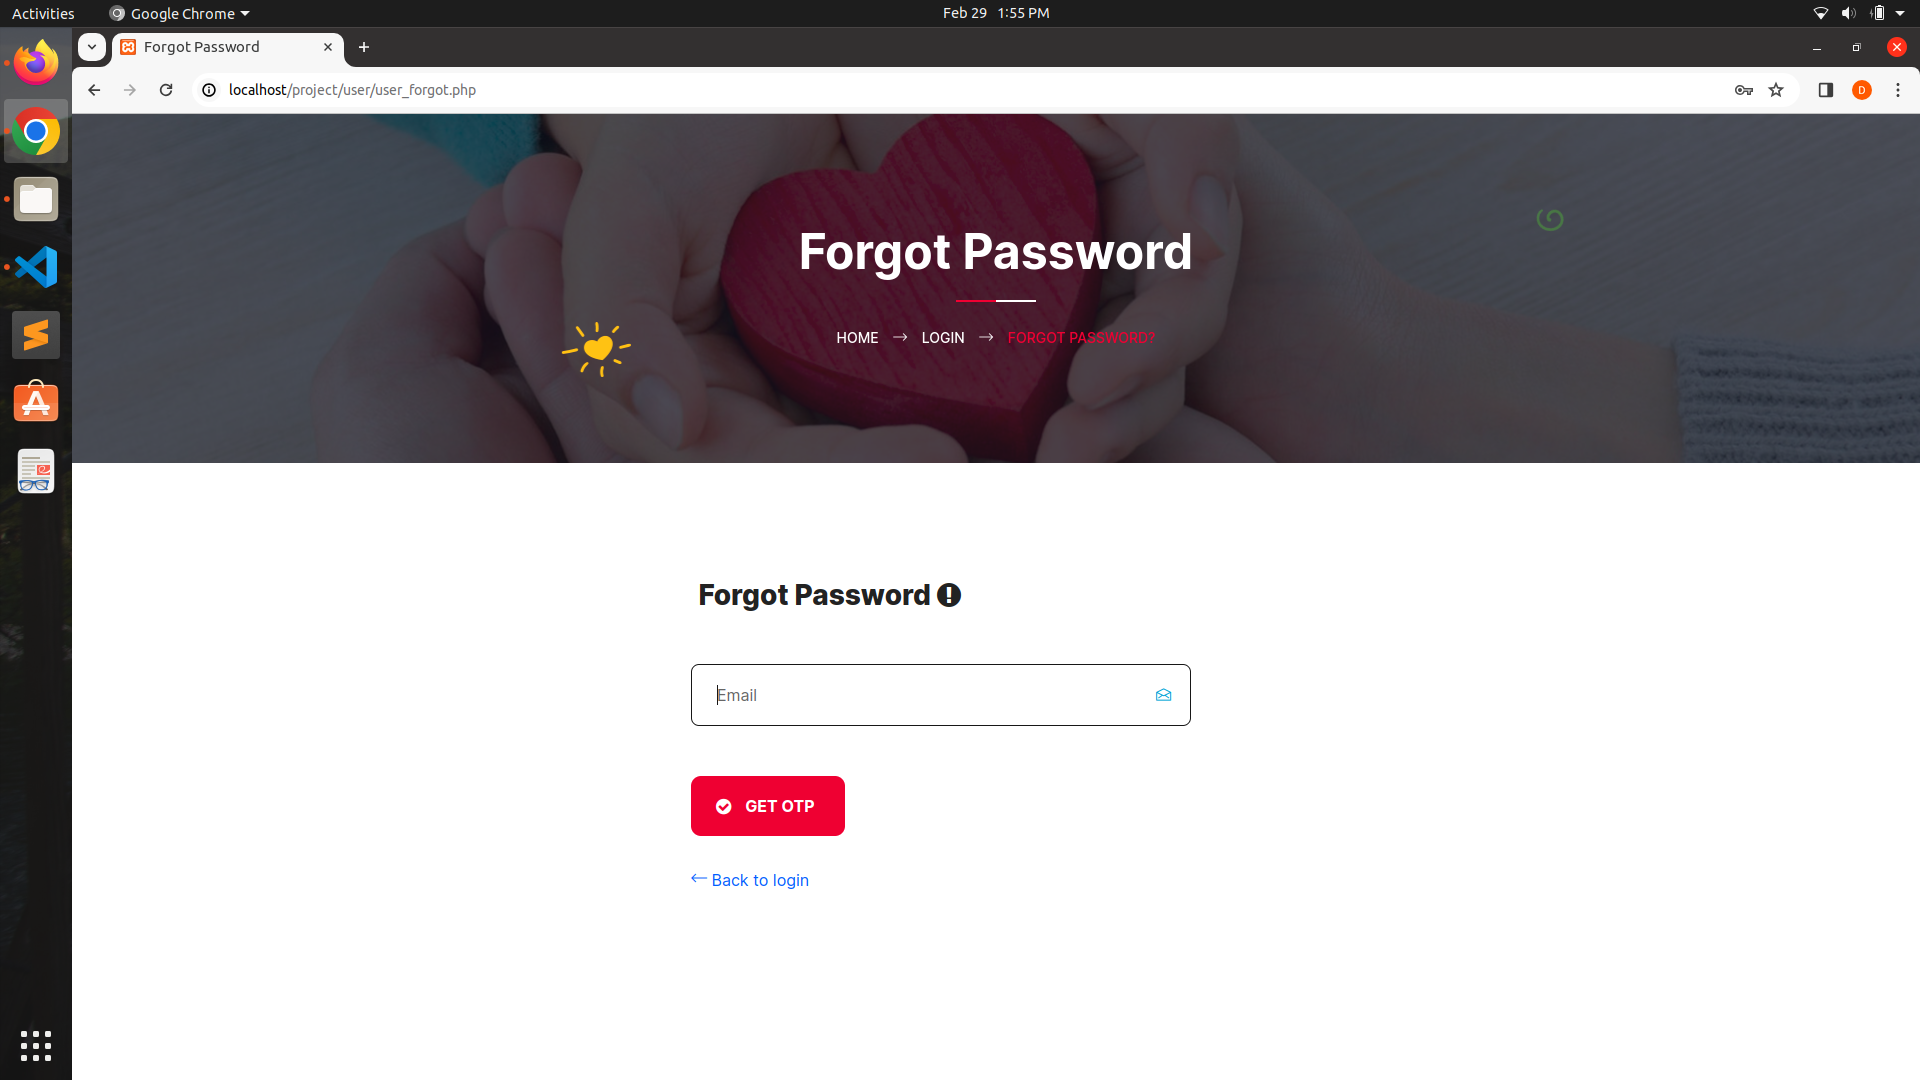 Activities
Google Chrome
Feb 29 1:55 PM
Forgot Password
localhost/project/user/user_forgot.php
D
Forgot Password
HOME
LOGIN
FORGOT PASSWORD?
Forgot Password
Email
GET OTP
Back to login